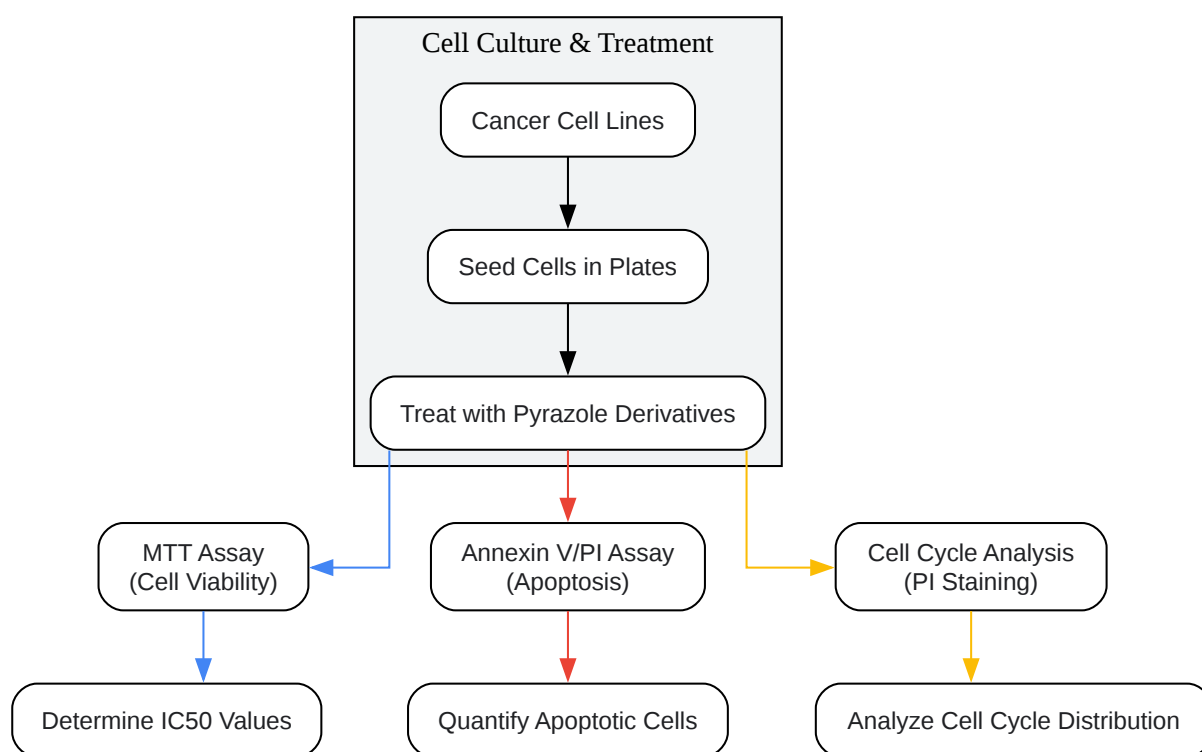 Cell Culture & Treatment
Cancer Cell Lines
Seed Cells in Plates
Treat with Pyrazole Derivatives
MTT Assay
(Cell Viability)
Annexin V/PI Assay
(Apoptosis)
Cell Cycle Analysis
(PI Staining)
Determine IC50 Values
Quantify Apoptotic Cells
Analyze Cell Cycle Distribution